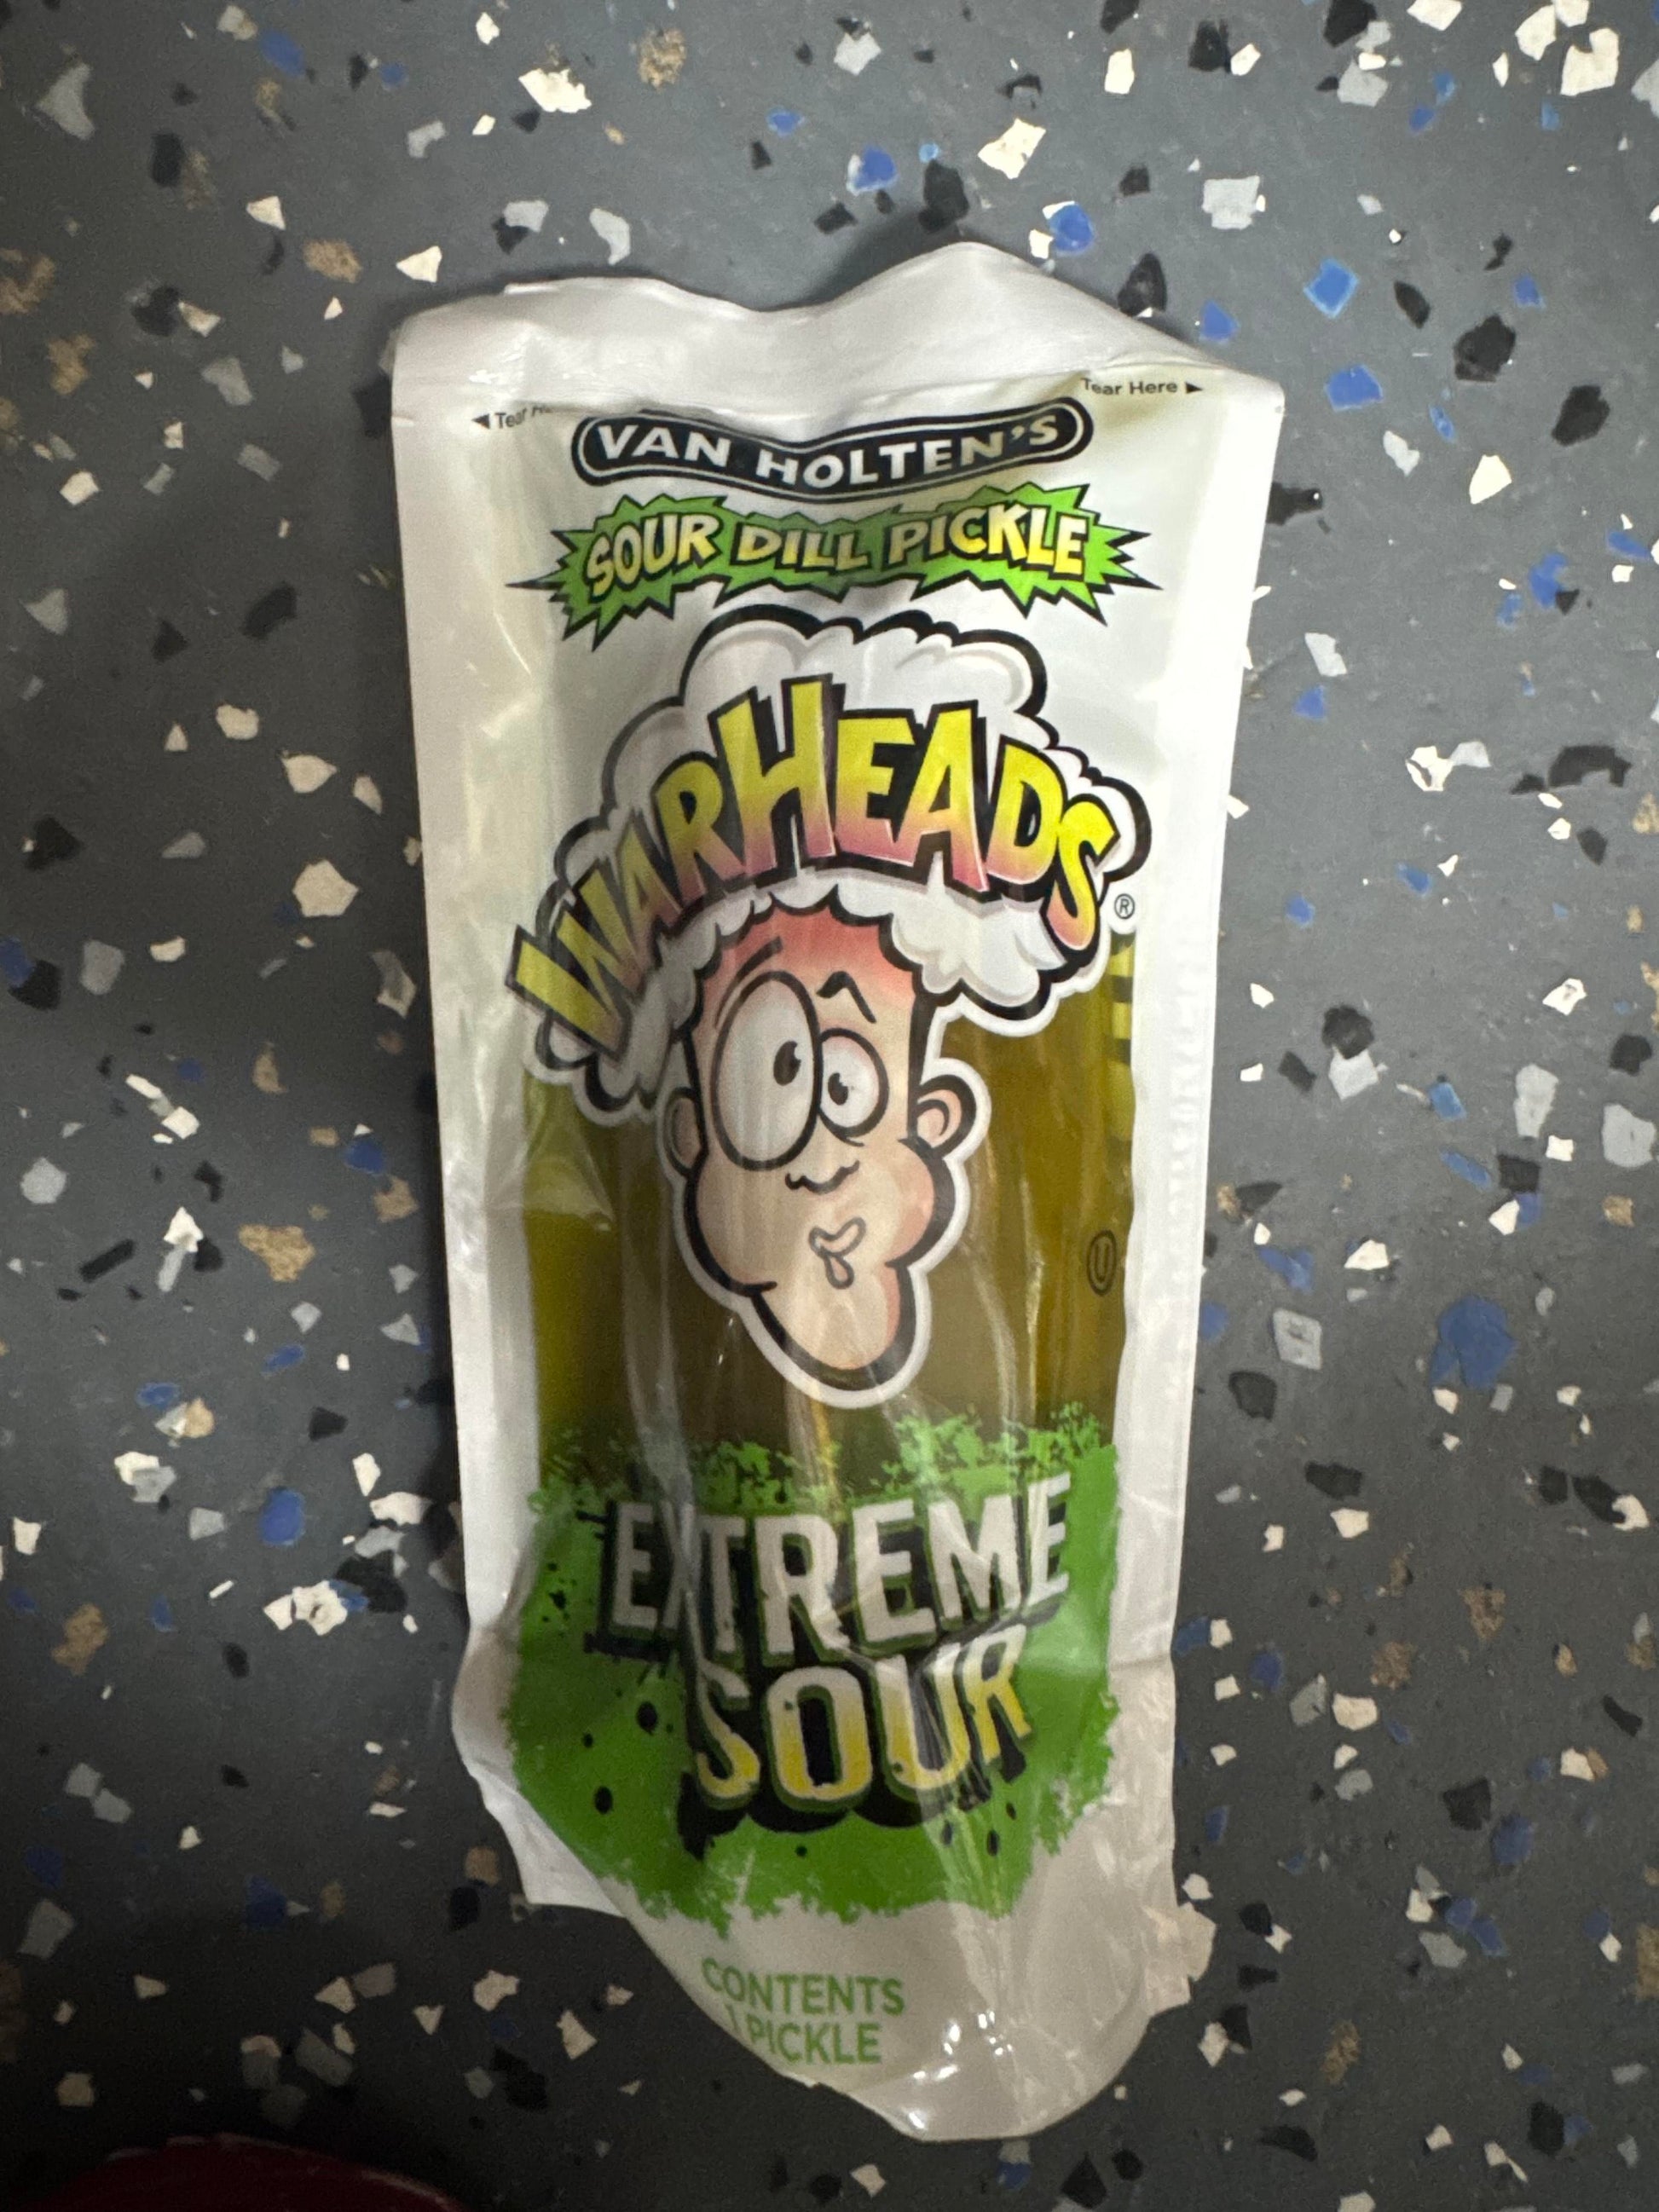 Tear Here
VAN HOLTEN'S
SOUR DILL PICKLE
WARHEADS®
U
EXTREME
SOUR
CONTENTS
1 PICKLE